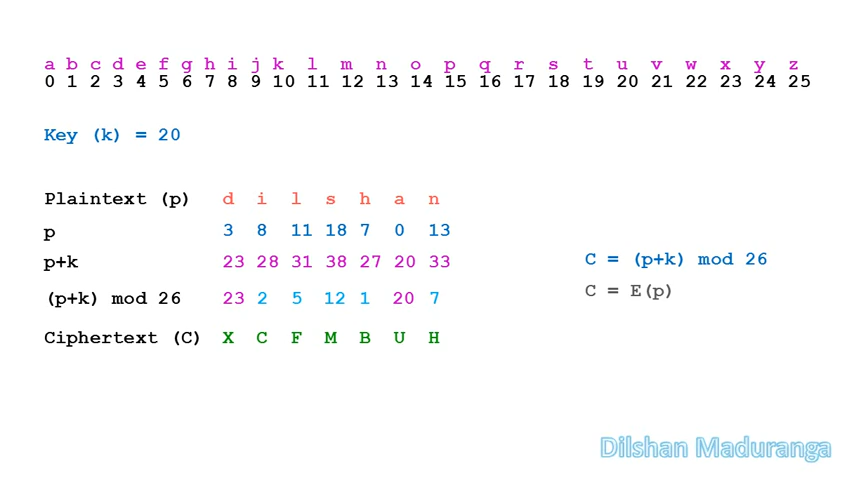 a b c d e f g h i j k l m n o p q r s t u v w x y z
0 1 2 3 4 5 6 7 8 9 10 11 12 13 14 15 16 17 18 19 20 21 22 23 24 25
Key (k) = 20
Plaintext (p) d i l s h a n
p 3 8 11 18 7 0 13
p+k 23 28 31 38 27 20 33
C = (p+k) mod 26
(p+k) mod 26 23 2 5 12 1 20 7
C = E(p)
Ciphertext (C) X C F M B U H
Dilshan Maduranga